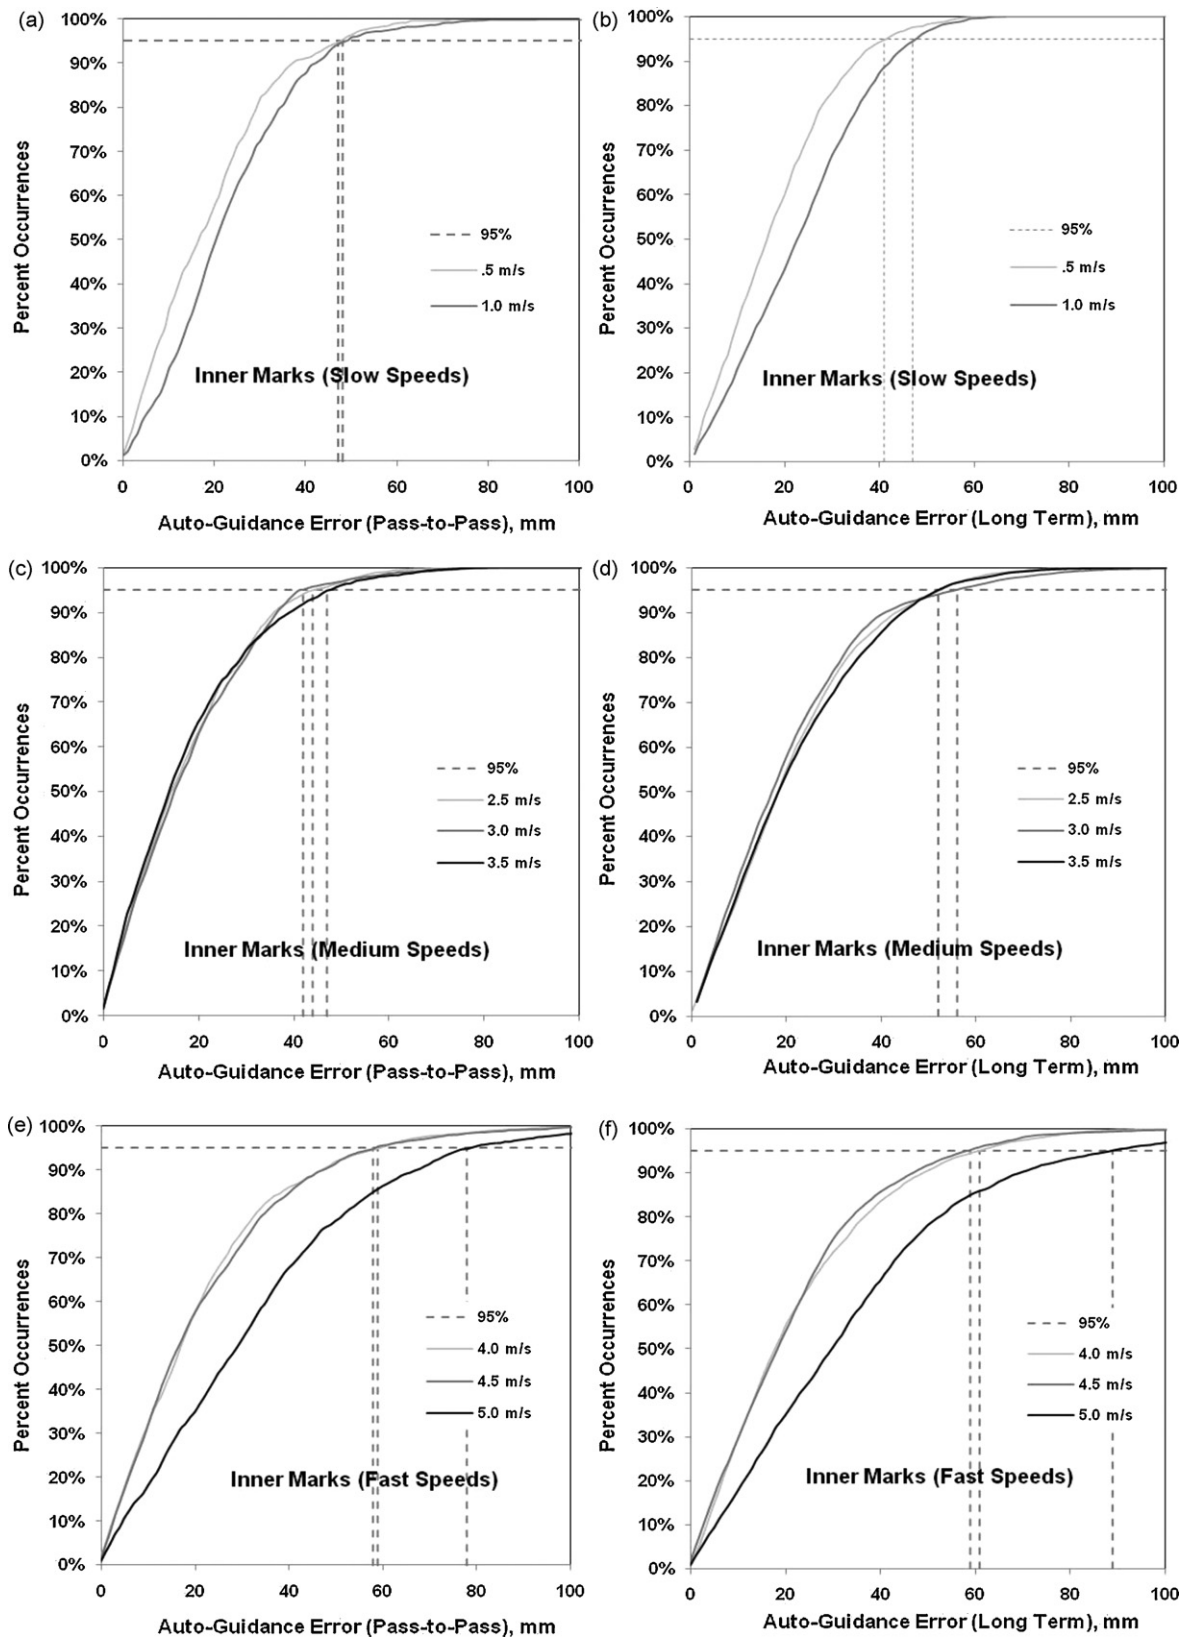 (a)
100%
90%
80%
70%
60%
50%
40%
30%
20%
10%
0%
Percent Occurrences
95%
.5 m/s
1.0 m/s
Inner Marks (Slow Speeds)
0 20 40 60 80 100
Auto-Guidance Error (Pass-to-Pass), mm
(b)
100%
90%
80%
70%
60%
50%
40%
30%
20%
10%
0%
Percent Occurrences
95%
.5 m/s
1.0 m/s
Inner Marks (Slow Speeds)
0 20 40 60 80 100
Auto-Guidance Error (Long Term), mm
(c)
100%
90%
80%
70%
60%
50%
40%
30%
20%
10%
0%
Percent Occurrences
95%
2.5 m/s
3.0 m/s
3.5 m/s
Inner Marks (Medium Speeds)
0 20 40 60 80 100
Auto-Guidance Error (Pass-to-Pass), mm
(d)
100%
90%
80%
70%
60%
50%
40%
30%
20%
10%
0%
Percent Occurrences
95%
2.5 m/s
3.0 m/s
3.5 m/s
Inner Marks (Medium Speeds)
0 20 40 60 80 100
Auto-Guidance Error (Long Term), mm
(e)
100%
90%
80%
70%
60%
50%
40%
30%
20%
10%
0%
Percent Occurrences
95%
4.0 m/s
4.5 m/s
5.0 m/s
Inner Marks (Fast Speeds)
0 20 40 60 80 100
Auto-Guidance Error (Pass-to-Pass), mm
(f)
100%
90%
80%
70%
60%
50%
40%
30%
20%
10%
0%
Percent Occurrences
95%
4.0 m/s
4.5 m/s
5.0 m/s
Inner Marks (Fast Speeds)
0 20 40 60 80 100
Auto-Guidance Error (Long Term), mm